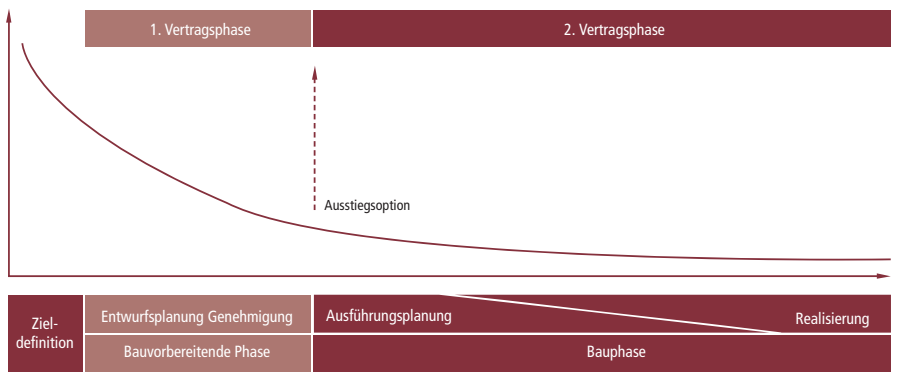 1. Vertragsphase
2. Vertragsphase
Ausstiegsoption
Ziel-
definition
Entwurfsplanung Genehmigung
Ausführungsplanung
Realisierung
Bauvorbereitende Phase
Bauphase